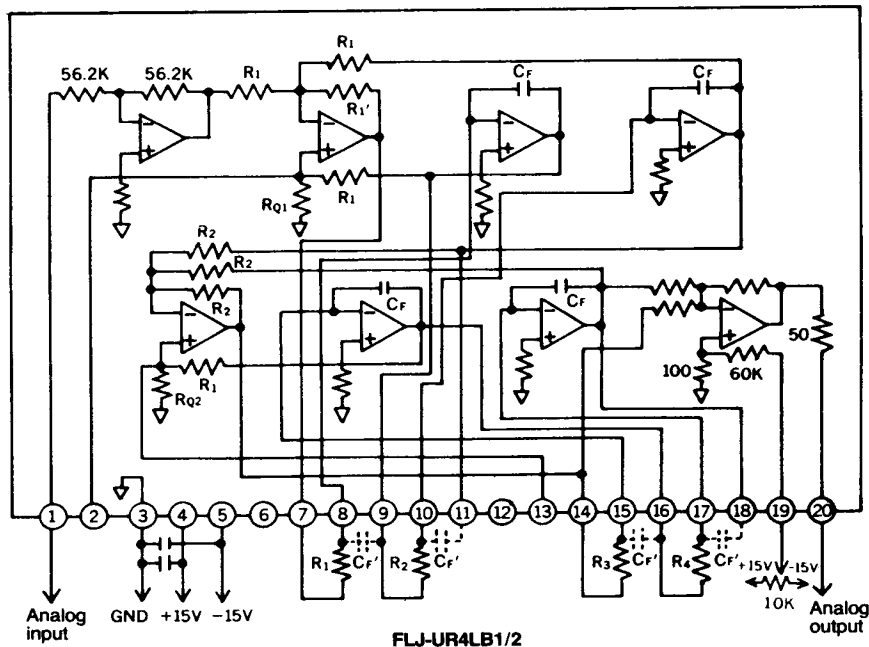 R1
56.2K 56.2K R1 CF CF
R1'
− − −
+ + +
RQ1 R1
R2
R2
R2 CF CF
− − − −
+ + + +
50
R1 100 60K
RQ2
1 2 3 4 5 6 7 8 9 10 11 12 13 14 15 16 17 18 19 20
R1 CF' R2 CF' R3 CF' R4 CF' +15V -15V
10K
Analog input
GND +15V −15V
Analog output
FLJ-UR4LB1/2